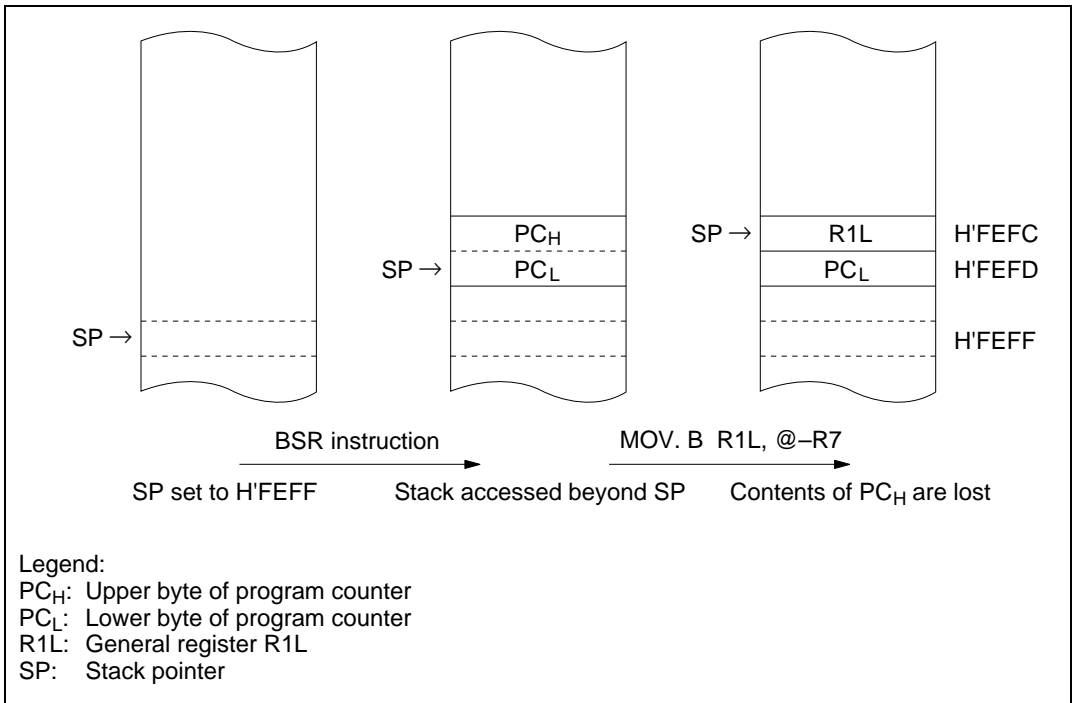 PCH SP → R1L H'FEFC
SP → PCL PCL H'FEFD
SP → H'FEFF
BSR instruction MOV. B R1L, @–R7
SP set to H'FEFF Stack accessed beyond SP Contents of PCH are lost
Legend:
PCH: Upper byte of program counter
PCL: Lower byte of program counter
R1L: General register R1L
SP: Stack pointer